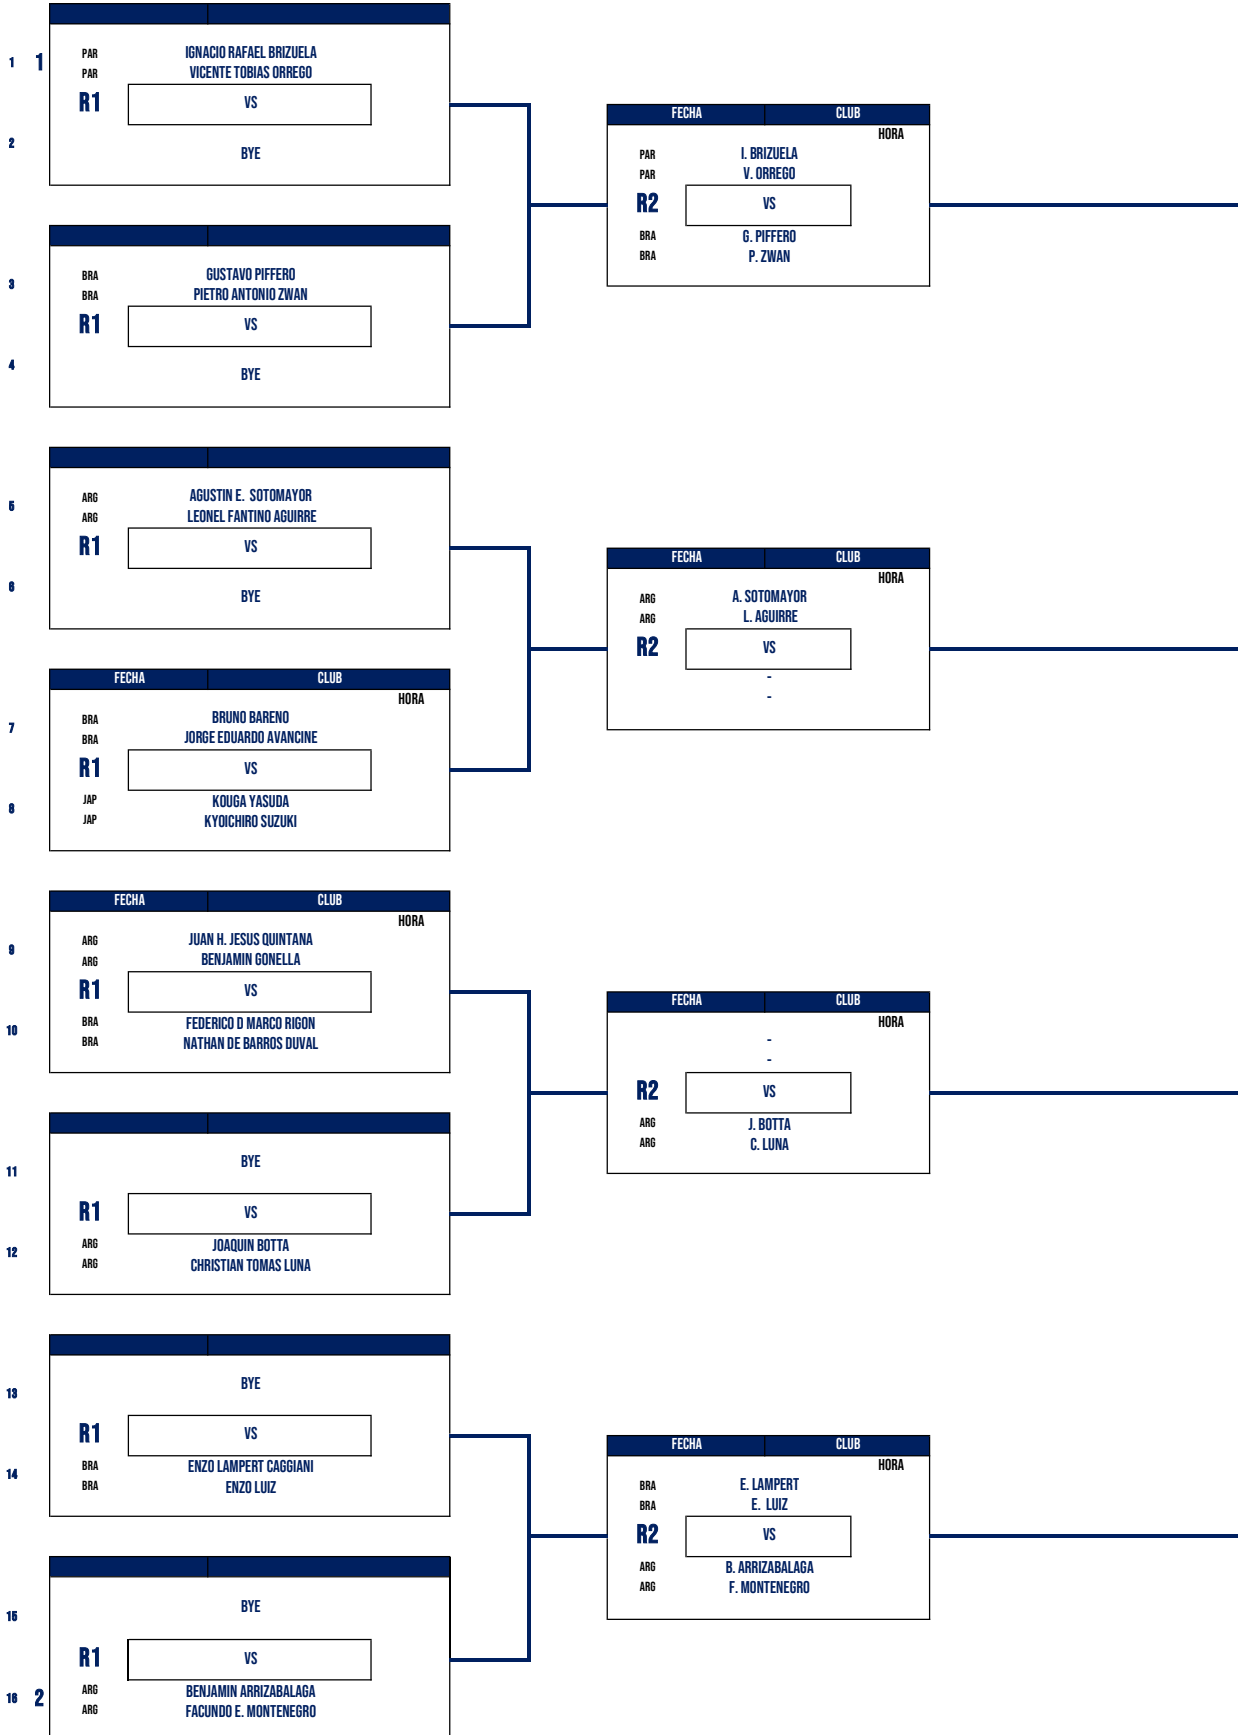 1 1 PAR IGNACIO RAFAEL BRIZUELA
PAR VICENTE TOBIAS ORREGO
R1 VS
2 BYE
3 BRA GUSTAVO PIFFERO
BRA PIETRO ANTONIO ZWAN
R1 VS
4 BYE
5 ARG AGUSTIN E. SOTOMAYOR
ARG LEONEL FANTINO AGUIRRE
R1 VS
6 BYE
FECHA CLUB
HORA
7 BRA BRUNO BARENO
BRA JORGE EDUARDO AVANCINE
R1 VS
8 JAP KOUGA YASUDA
JAP KYOICHIRO SUZUKI
FECHA CLUB
HORA
9 ARG JUAN H. JESUS QUINTANA
ARG BENJAMIN GONELLA
R1 VS
10 BRA FEDERICO D MARCO RIGON
BRA NATHAN DE BARROS DUVAL
11 BYE
R1 VS
12 ARG JOAQUIN BOTTA
ARG CHRISTIAN TOMAS LUNA
13 BYE
R1 VS
14 BRA ENZO LAMPERT CAGGIANI
BRA ENZO LUIZ
15 BYE
R1 VS
16 2 ARG BENJAMIN ARRIZABALAGA
ARG FACUNDO E. MONTENEGRO
FECHA CLUB
HORA
PAR I. BRIZUELA
PAR V. ORREGO
R2 VS
BRA G. PIFFERO
BRA P. ZWAN
FECHA CLUB
HORA
ARG A. SOTOMAYOR
ARG L. AGUIRRE
R2 VS
-
-
FECHA CLUB
HORA
-
-
R2 VS
ARG J. BOTTA
ARG C. LUNA
FECHA CLUB
HORA
BRA E. LAMPERT
BRA E. LUIZ
R2 VS
ARG B. ARRIZABALAGA
ARG F. MONTENEGRO